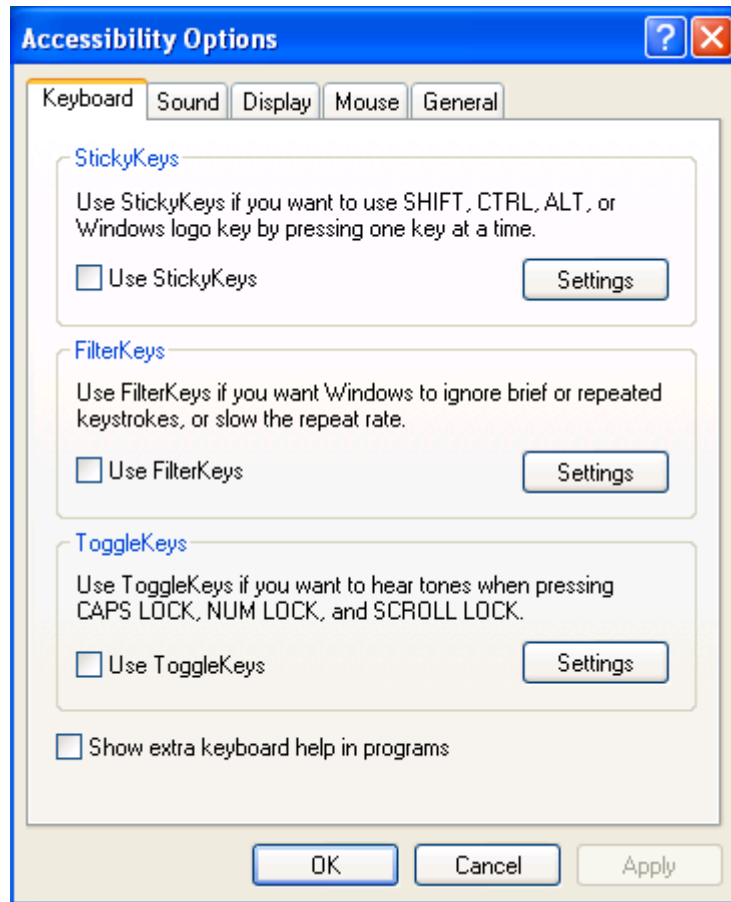 Accessibility Options
Keyboard Sound Display Mouse General
StickyKeys
Use StickyKeys if you want to use SHIFT, CTRL, ALT, or
Windows logo key by pressing one key at a time.
Use StickyKeys Settings
FilterKeys
Use FilterKeys if you want Windows to ignore brief or repeated
keystrokes, or slow the repeat rate.
Use FilterKeys Settings
ToggleKeys
Use ToggleKeys if you want to hear tones when pressing
CAPS LOCK, NUM LOCK, and SCROLL LOCK.
Use ToggleKeys Settings
Show extra keyboard help in programs
OK Cancel Apply